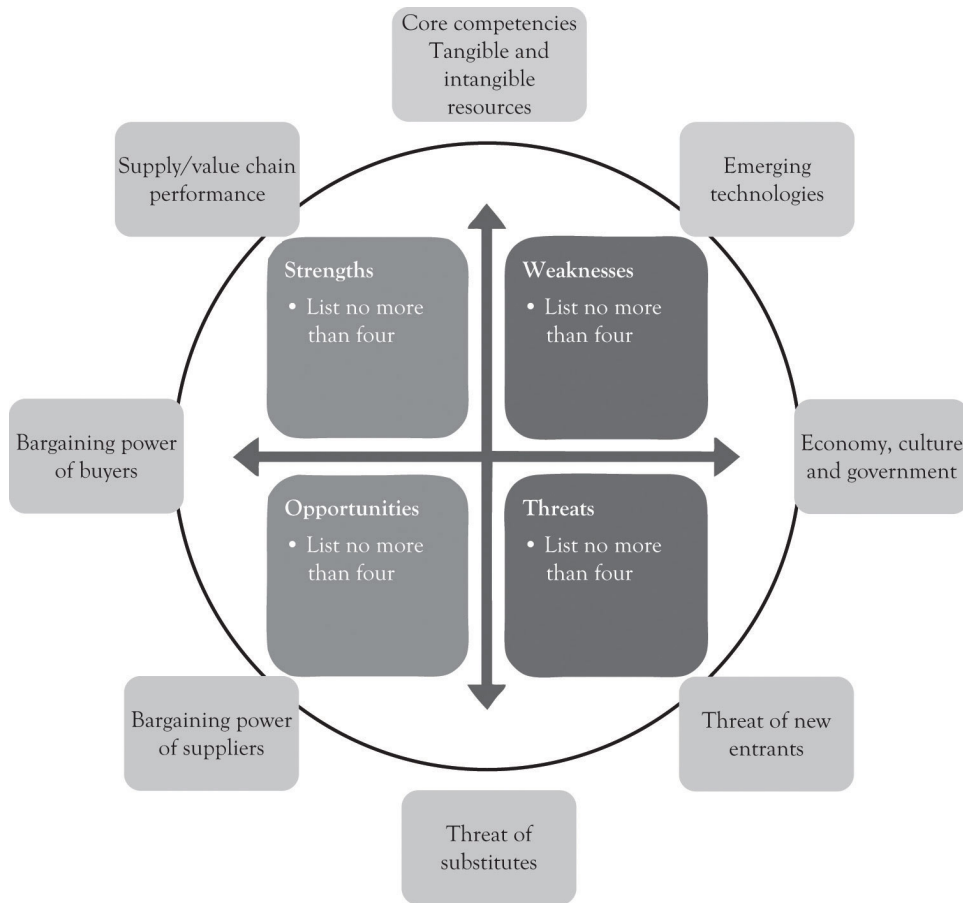 Core competencies
Tangible and
intangible
resources
Supply/value chain
performance
Emerging
technologies
Strengths
• List no more
than four
Weaknesses
• List no more
than four
Bargaining power
of buyers
Economy, culture
and government
Opportunities
• List no more
than four
Threats
• List no more
than four
Bargaining power
of suppliers
Threat of new
entrants
Threat of
substitutes